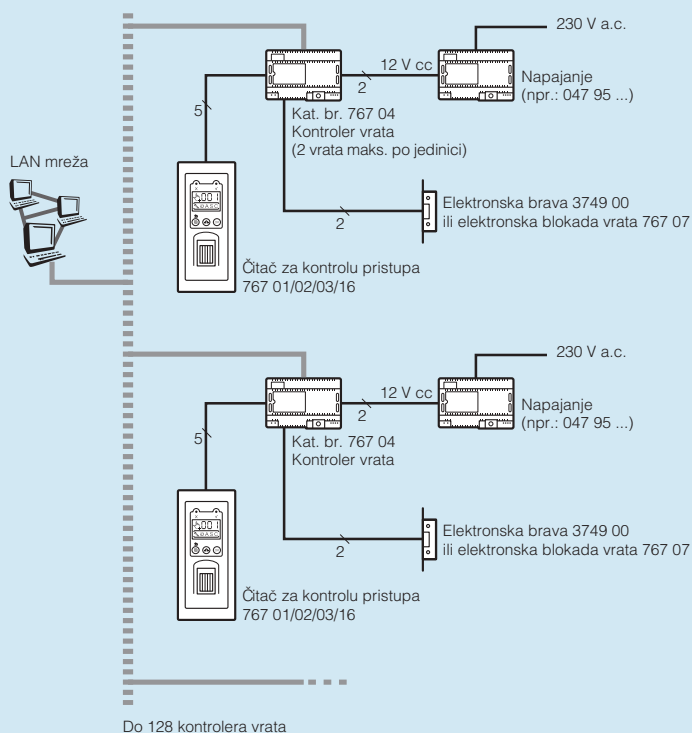 230 V a.c.
12 V cc
2
Napajanje
(npr.: 047 95 ...)
5
Kat. br. 767 04
Kontroler vrata
(2 vrata maks. po jedinici)
LAN mreža
001
BASC
2
Elektronska brava 3749 00
ili elektronska blokada vrata 767 07
Čitač za kontrolu pristupa
767 01/02/03/16
230 V a.c.
12 V cc
2
Napajanje
(npr.: 047 95 ...)
5
Kat. br. 767 04
Kontroler vrata
001
BASC
2
Elektronska brava 3749 00
ili elektronska blokada vrata 767 07
Čitač za kontrolu pristupa
767 01/02/03/16
Do 128 kontrolera vrata